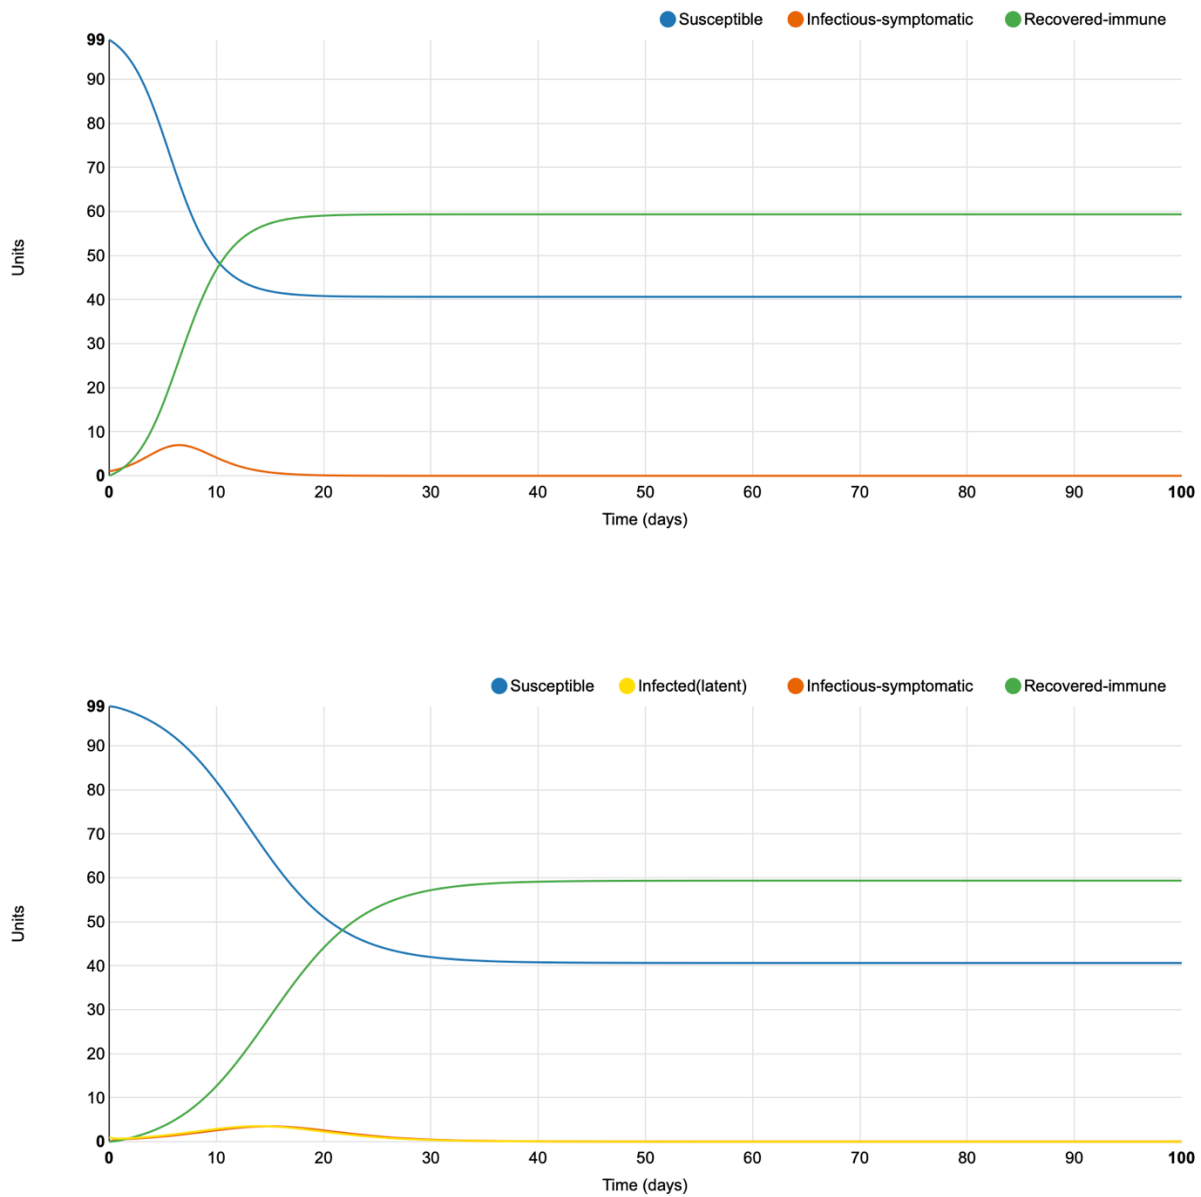 Susceptible Infectious-symptomatic Recovered-immune
99
90
80
70
60
50
40
30
20
10
0
Units
0 10 20 30 40 50 60 70 80 90 100
Time (days)
Susceptible Infected(latent) Infectious-symptomatic Recovered-immune
99
90
80
70
60
50
40
30
20
10
0
Units
0 10 20 30 40 50 60 70 80 90 100
Time (days)